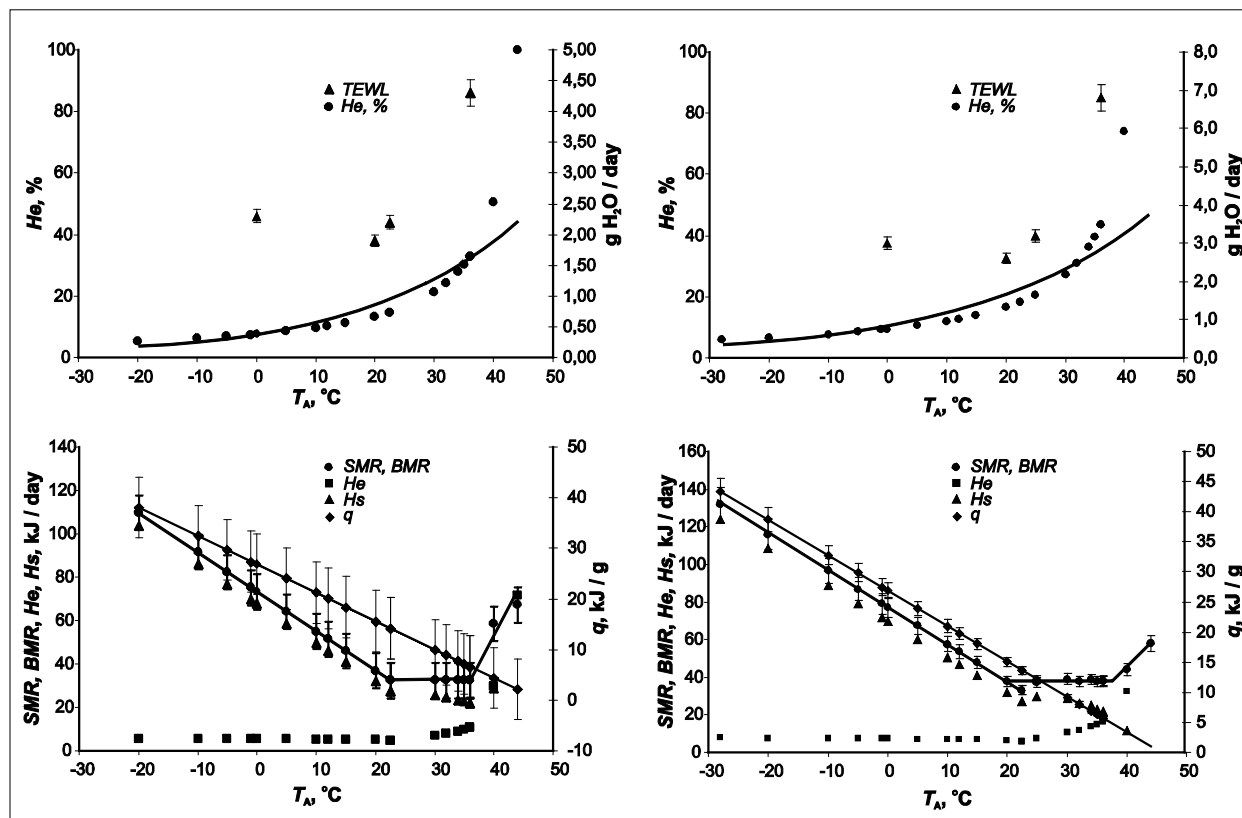 100
80
60
40
20
0
He, %
▲ TEWL
● He, %
5,00
4,50
4,00
3,50
3,00
2,50
2,00
1,50
1,00
0,50
0,00
g H₂O / day
-30 -20 -10 0 10 20 30 40 50
T_A, °C
100
80
60
40
20
0
He, %
▲ TEWL
● He, %
8,0
7,0
6,0
5,0
4,0
3,0
2,0
1,0
0,0
g H₂O / day
-30 -20 -10 0 10 20 30 40 50
T_A, °C
140
120
100
80
60
40
20
0
SMR, BMR, He, Hs, kJ / day
● SMR, BMR
■ He
▲ Hs
◆ q
50
40
30
20
10
0
-10
q, kJ / g
-30 -20 -10 0 10 20 30 40 50
T_A, °C
160
140
120
100
80
60
40
20
0
SMR, BMR, He, Hs, kJ / day
● SMR, BMR
■ He
▲ Hs
◆ q
50
45
40
35
30
25
20
15
10
5
0
q, kJ / g
-30 -20 -10 0 10 20 30 40 50
T_A, °C